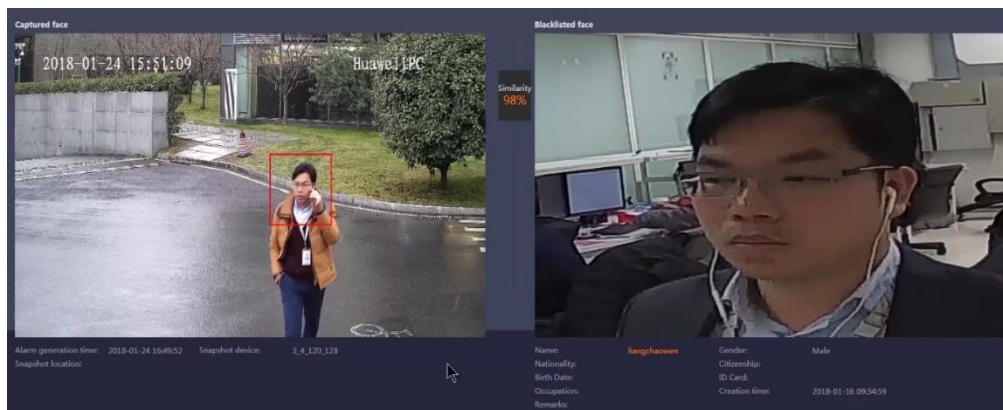 Captured face
Blacklisted face
2018-01-24 15:51:09
HuaweiIPC
Similarity
98%
Alarm generation time: 2018-01-24 16:49:52 Snapshot device: 3_4_120_128
Snapshot location:
Name: liangchaowen Gender: Male
Nationality: Citizenship:
Birth Date: ID Card:
Occupation: Creation time: 2018-01-16 09:34:59
Remarks: